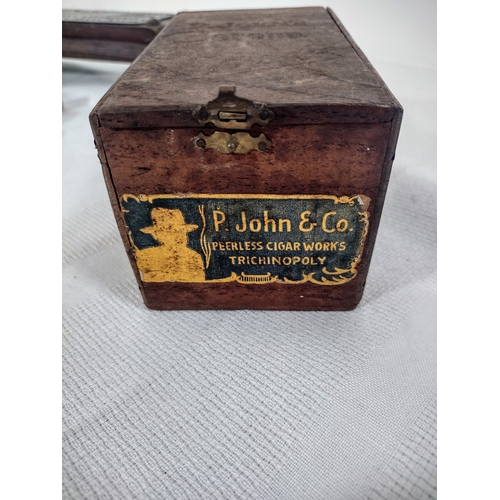 P. John & Co.
PEERLESS CIGAR WORKS
TRICHINOPOLY